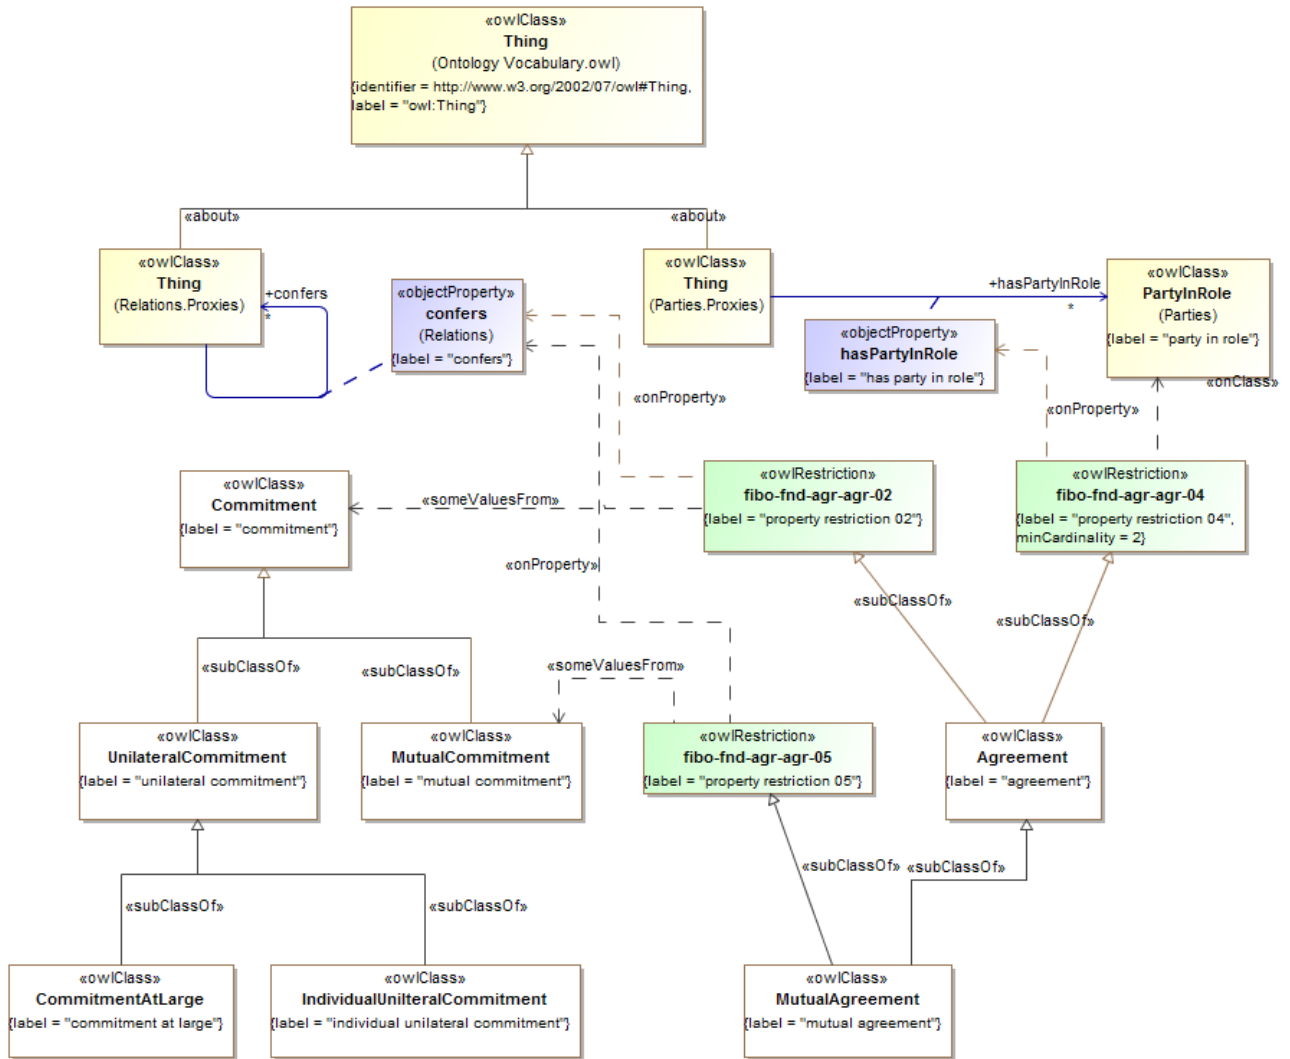 «owlClass»
Thing
(Ontology Vocabulary.owl)
{identifier = http://www.w3.org/2002/07/owl#Thing,
label = "owl:Thing"}
«about»
«about»
«owlClass»
Thing
(Relations.Proxies)
+confers
*
«objectProperty»
confers
(Relations)
{label = "confers"}
«owlClass»
Thing
(Parties.Proxies)
+hasPartyInRole
*
«objectProperty»
hasPartyInRole
{label = "has party in role"}
«owlClass»
PartyInRole
(Parties)
{label = "party in role"}
«onClass»
«onProperty»
«onProperty»
«owlClass»
Commitment
{label = "commitment"}
«someValuesFrom»
«owlRestriction»
fibo-fnd-agr-agr-02
{label = "property restriction 02"}
«owlRestriction»
fibo-fnd-agr-agr-04
{label = "property restriction 04",
minCardinality = 2}
«onProperty»
«subClassOf»
«subClassOf»
«subClassOf»
«subClassOf»
«someValuesFrom»
«owlClass»
UnilateralCommitment
{label = "unilateral commitment"}
«owlClass»
MutualCommitment
{label = "mutual commitment"}
«owlRestriction»
fibo-fnd-agr-agr-05
{label = "property restriction 05"}
«owlClass»
Agreement
{label = "agreement"}
«subClassOf»
«subClassOf»
«subClassOf»
«subClassOf»
«owlClass»
CommitmentAtLarge
{label = "commitment at large"}
«owlClass»
IndividualUnilteralCommitment
{label = "individual unilateral commitment"}
«owlClass»
MutualAgreement
{label = "mutual agreement"}